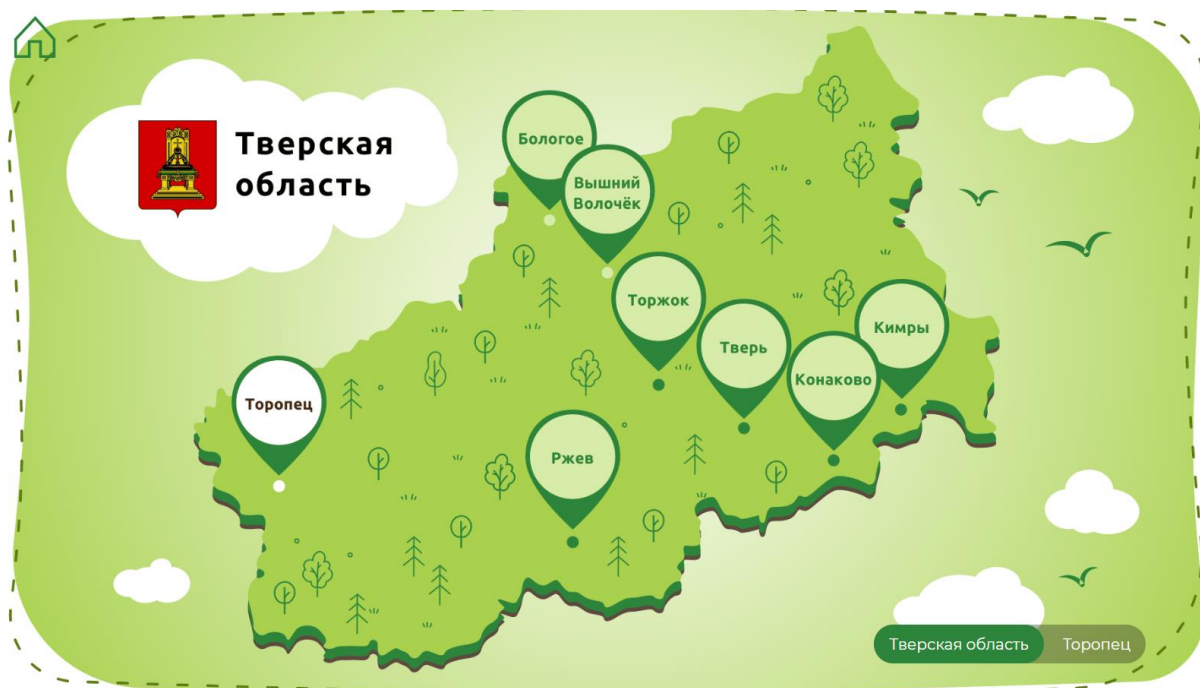 Тверская
область
Бологое
Вышний
Волочёк
Торжок
Кимры
Тверь
Конаково
Торопец
Ржев
Тверская область
Торопец